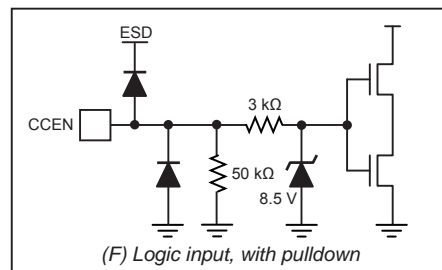 ESD
CCEN
3 kΩ
50 kΩ
8.5 V
(F) Logic input, with pulldown